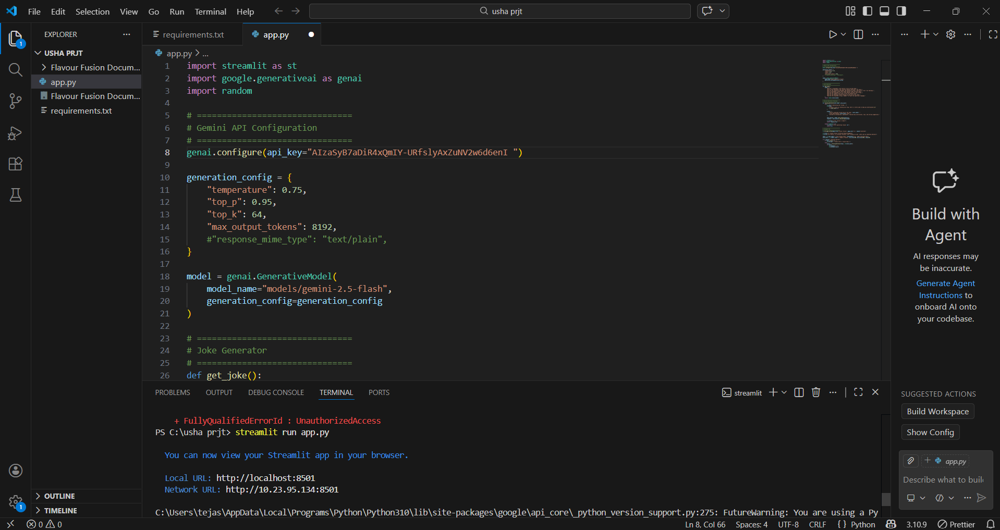 File Edit Selection View Go Run Terminal Help
usha prjt
EXPLORER
1
USHA PRJT
Flavour Fusion Docum...
app.py
Flavour Fusion Docum...
requirements.txt
OUTLINE
TIMELINE
1
requirements.txt
app.py
app.py > ...
1 import streamlit as st
2 import google.generativeai as genai
3 import random
4
5 # ===============================
6 # Gemini API Configuration
7 # ===============================
8 genai.configure(api_key="AIzaSyB7aDiR4xQmIY-URfslyAxZuNV2w6d6enI ")
9
10 generation_config = {
11 "temperature": 0.75,
12 "top_p": 0.95,
13 "top_k": 64,
14 "max_output_tokens": 8192,
15 #"response_mime_type": "text/plain",
16 }
17
18 model = genai.GenerativeModel(
19 model_name="models/gemini-2.5-flash",
20 generation_config=generation_config
21 )
22
23 # ===============================
24 # Joke Generator
25 # ===============================
26 def get_joke():
PROBLEMS OUTPUT DEBUG CONSOLE TERMINAL PORTS
streamlit
+ FullyQualifiedErrorId : UnauthorizedAccess
PS C:\usha prjt> streamlit run app.py
You can now view your Streamlit app in your browser.
Local URL: http://localhost:8501
Network URL: http://10.23.95.134:8501
C:\Users\tejas\AppData\Local\Programs\Python\Python310\lib\site-packages\google\api_core\_python_version_support.py:275: FutureWarning: You are using a Py
Build with
Agent
AI responses may
be inaccurate.
Generate Agent
Instructions to
onboard AI onto
your codebase.
SUGGESTED ACTIONS
Build Workspace
Show Config
app.py
Describe what to buil
0 0
Ln 8, Col 66 Spaces: 4 UTF-8 CRLF { } Python 3.10.9 Prettier